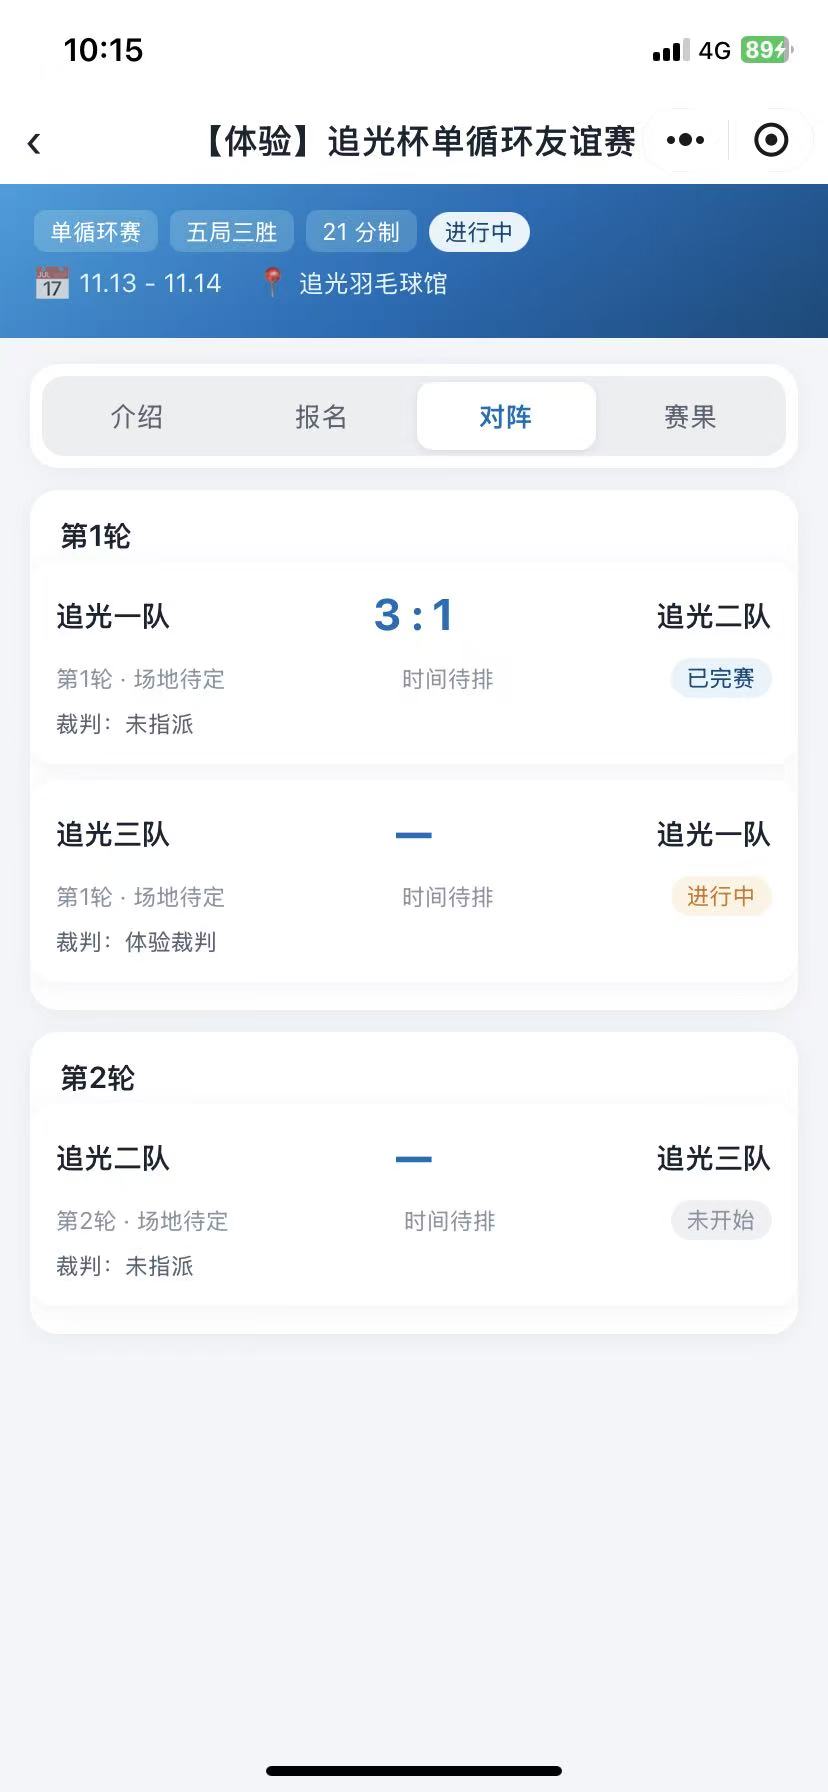 10:15
4G 89
【体验】追光杯单循环友谊赛
单循环赛 五局三胜 21 分制 进行中
JUL 17 11.13 - 11.14 追光羽毛球馆
介绍 报名 对阵 赛果
第1轮
追光一队 3 : 1 追光二队
第1轮 · 场地待定 时间待排 已完赛
裁判：未指派
追光三队 — 追光一队
第1轮 · 场地待定 时间待排 进行中
裁判：体验裁判
第2轮
追光二队 — 追光三队
第2轮 · 场地待定 时间待排 未开始
裁判：未指派